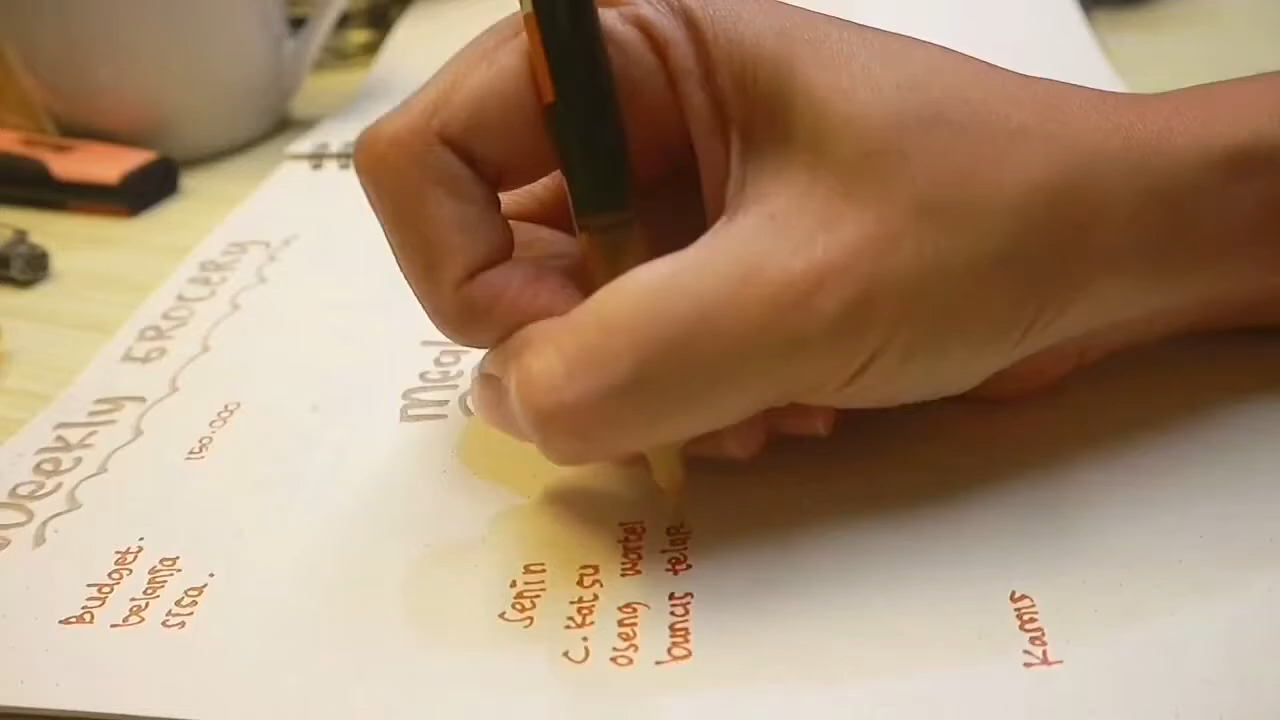 Weekly GROCERY
Budget. 150.000
belanja
sisa.
Meal
Senin
C. Katsu
Oseng wortel
buncis telur
Kamis